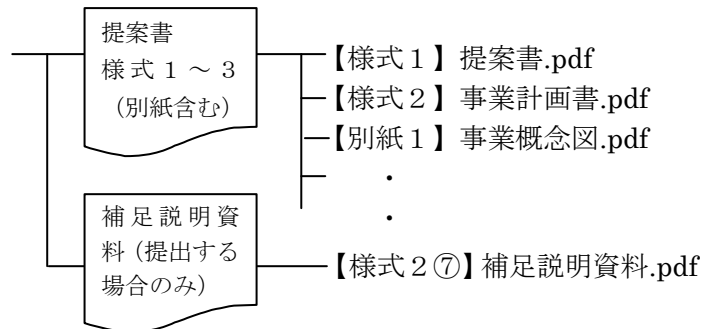 提案書
様式１～３
（別紙含む）
【様式１】提案書.pdf
【様式２】事業計画書.pdf
【別紙１】事業概念図.pdf
・
・
補足説明資
料（提出する
場合のみ）
【様式２⑦】補足説明資料.pdf